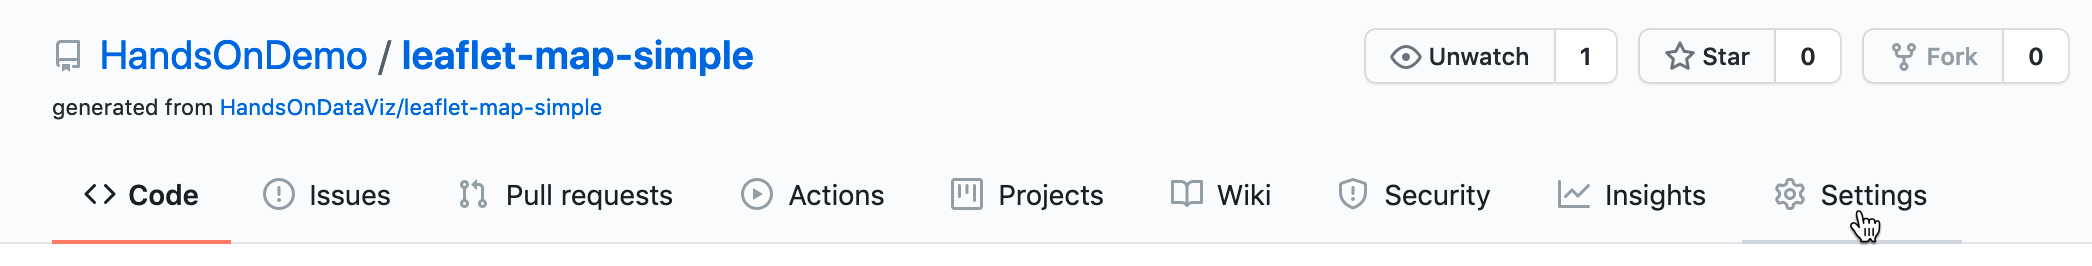 HandsOnDemo / leaflet-map-simple Unwatch 1 Star 0 Fork 0
generated from HandsOnDataViz/leaflet-map-simple
Code Issues Pull requests Actions Projects Wiki Security Insights Settings